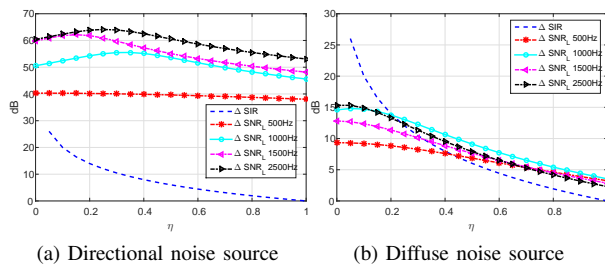 70
60
50
40
30
20
10
0
dB
0
0.2
0.4
0.6
0.8
1
η
Δ SIR
Δ SNR_L 500Hz
Δ SNR_L 1000Hz
Δ SNR_L 1500Hz
Δ SNR_L 2500Hz
(a) Directional noise source
30
25
20
15
10
5
0
dB
0
0.2
0.4
0.6
0.8
η
Δ SIR
Δ SNR_L 500Hz
Δ SNR_L 1000Hz
Δ SNR_L 1500Hz
Δ SNR_L 2500Hz
(b) Diffuse noise source